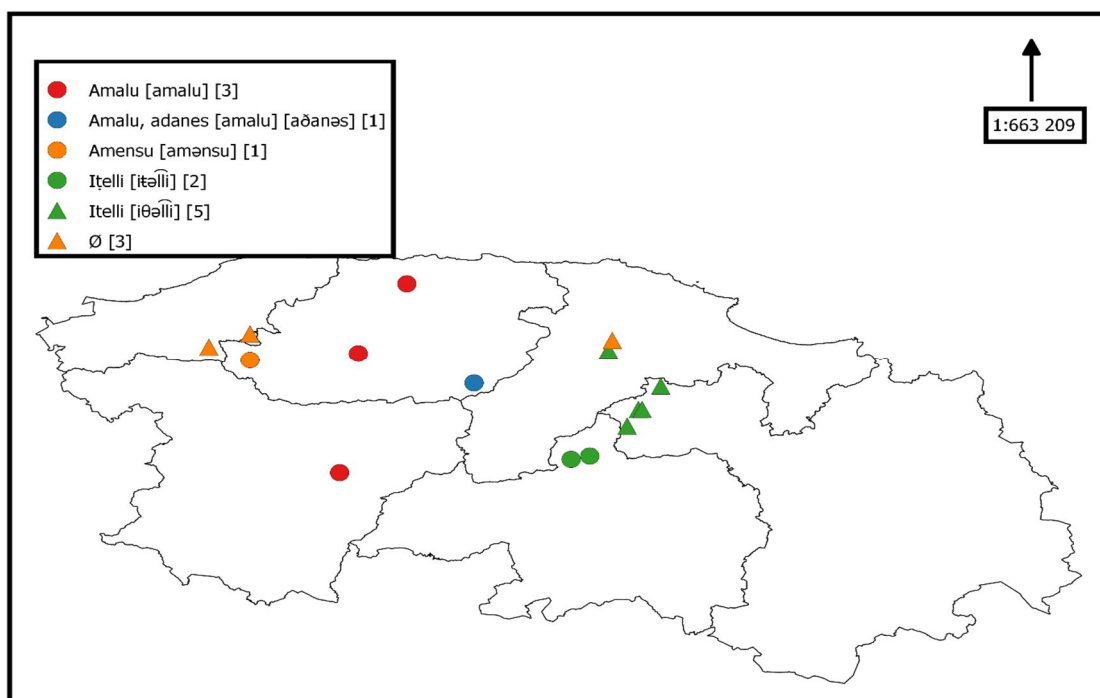 Amalu [amalu] [3]
Amalu, adanes [amalu] [aðanəs] [1]
Amensu [amənsu] [1]
Iṭelli [iŧəl͡li] [2]
Itelli [iθəl͡li] [5]
Ø [3]
1:663 209